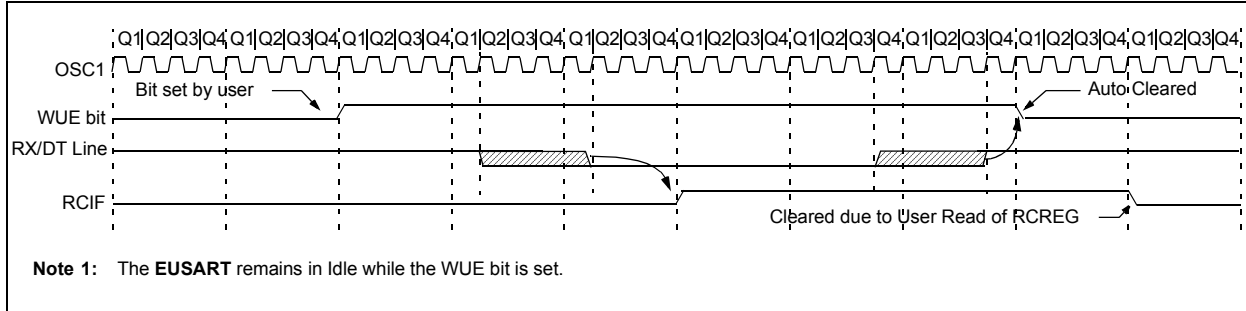 Q1 Q2 Q3 Q4 Q1 Q2 Q3 Q4 Q1 Q2 Q3 Q4 Q1 Q2 Q3 Q4 Q1 Q2 Q3 Q4 Q1 Q2 Q3 Q4 Q1 Q2 Q3 Q4 Q1 Q2 Q3 Q4 Q1 Q2 Q3 Q4 Q1 Q2 Q3 Q4
OSC1
Bit set by user
Auto Cleared
WUE bit
RX/DT Line
RCIF
Cleared due to User Read of RCREG
Note 1: The EUSART remains in Idle while the WUE bit is set.